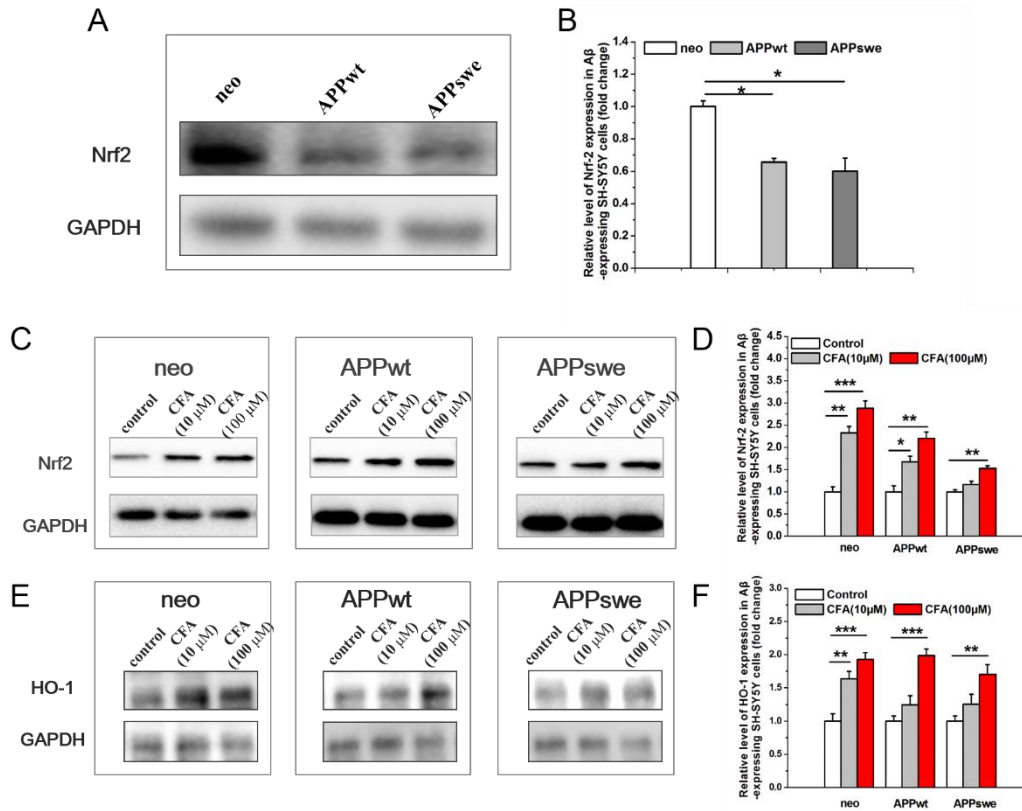 A
neo
APPwt
APPswe
Nrf2
GAPDH
B
neo APPwt APPswe
Relative level of Nrf-2 expression in Aβ
-expressing SH-SY5Y cells (fold change)
1.4
1.2
1.0
0.8
0.6
0.4
0.2
0.0
*
*
C
neo
control
CFA
(10 μM)
CFA
(100 μM)
APPwt
control
CFA
(10 μM)
CFA
(100 μM)
APPswe
control
CFA
(10 μM)
CFA
(100 μM)
Nrf2
GAPDH
D
Control
CFA(10μM) CFA(100μM)
Relative level of Nrf-2 expression in Aβ
-expressing SH-SY5Y cells (fold change)
4.5
4.0
3.5
3.0
2.5
2.0
1.5
1.0
0.5
0.0
***
**
**
*
**
neo APPwt APPswe
E
neo
control
CFA
(10 μM)
CFA
(100 μM)
APPwt
control
CFA
(10 μM)
CFA
(100 μM)
APPswe
control
CFA
(10 μM)
CFA
(100 μM)
HO-1
GAPDH
F
Control
CFA(10μM) CFA(100μM)
Relative level of HO-1 expression in Aβ
-expressing SH-SY5Y cells (fold change)
3.0
2.5
2.0
1.5
1.0
0.5
0.0
***
**
***
**
neo APPwt APPswe